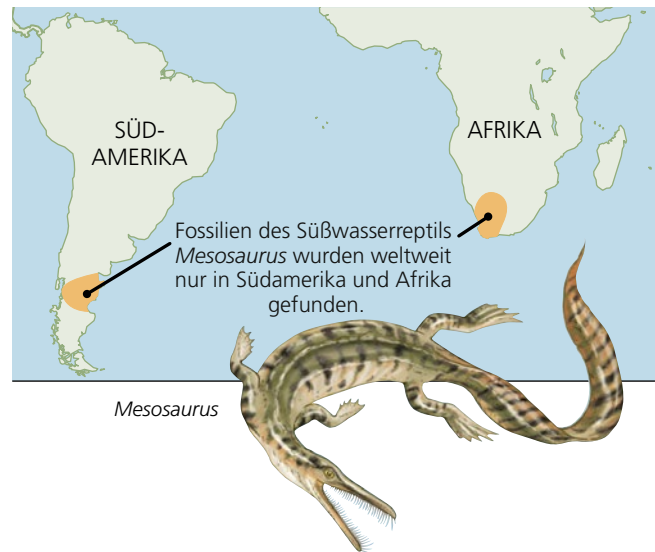 SÜD-
AMERIKA
AFRIKA
Fossilien des Süßwasserreptils
Mesosaurus wurden weltweit
nur in Südamerika und Afrika
gefunden.
Mesosaurus